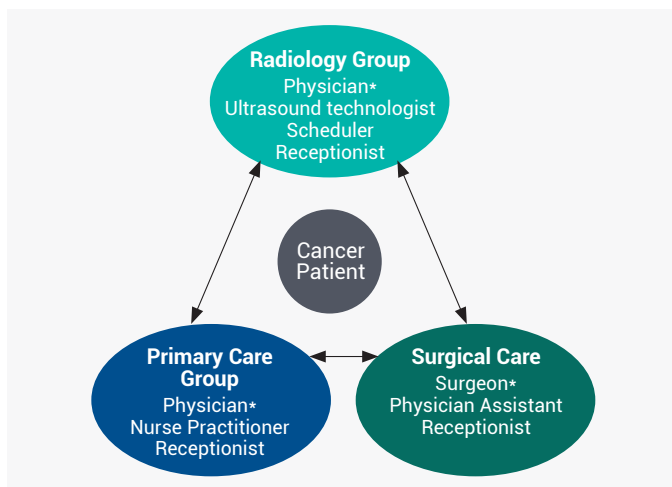 Radiology Group
Physician*
Ultrasound technologist
Scheduler
Receptionist
Cancer
Patient
Primary Care
Group
Physician*
Nurse Practitioner
Receptionist
Surgical Care
Surgeon*
Physician Assistant
Receptionist